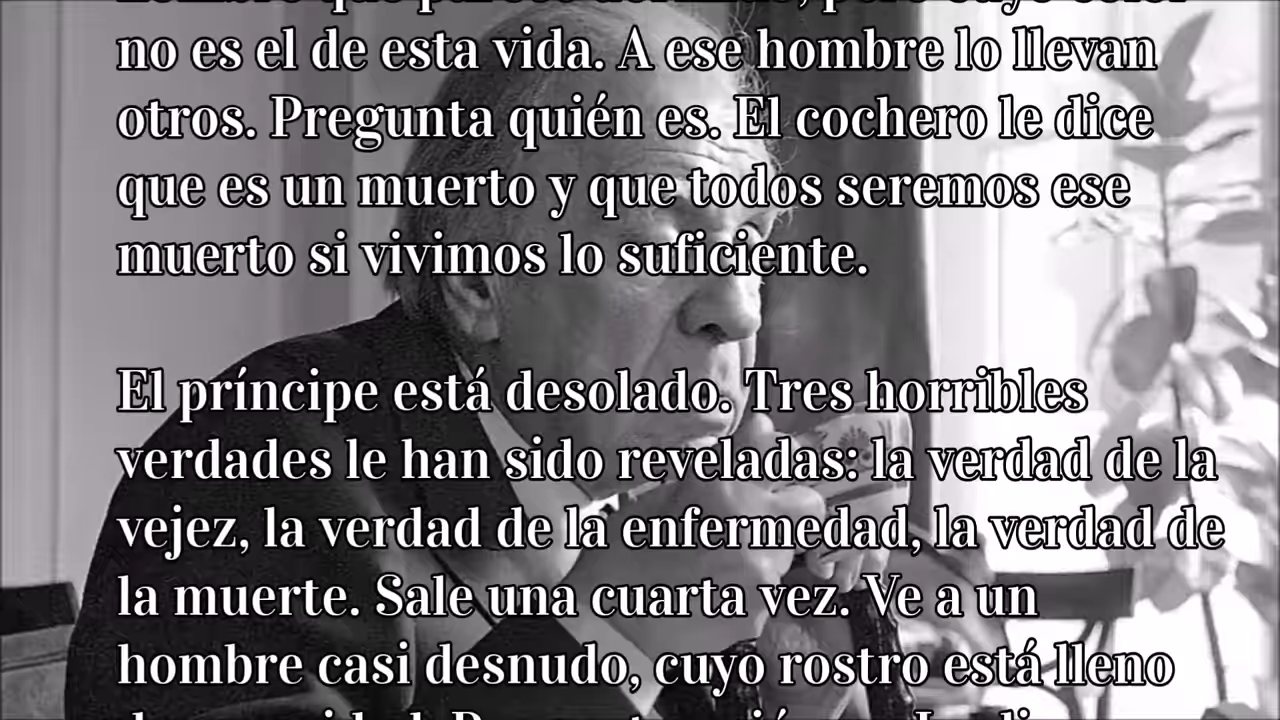 no es el de esta vida. A ese hombre lo llevan
otros. Pregunta quién es. El cochero le dice
que es un muerto y que todos seremos ese
muerto si vivimos lo suficiente.
El príncipe está desolado. Tres horribles
verdades le han sido reveladas: la verdad de la
vejez, la verdad de la enfermedad, la verdad de
la muerte. Sale una cuarta vez. Ve a un
hombre casi desnudo, cuyo rostro está lleno